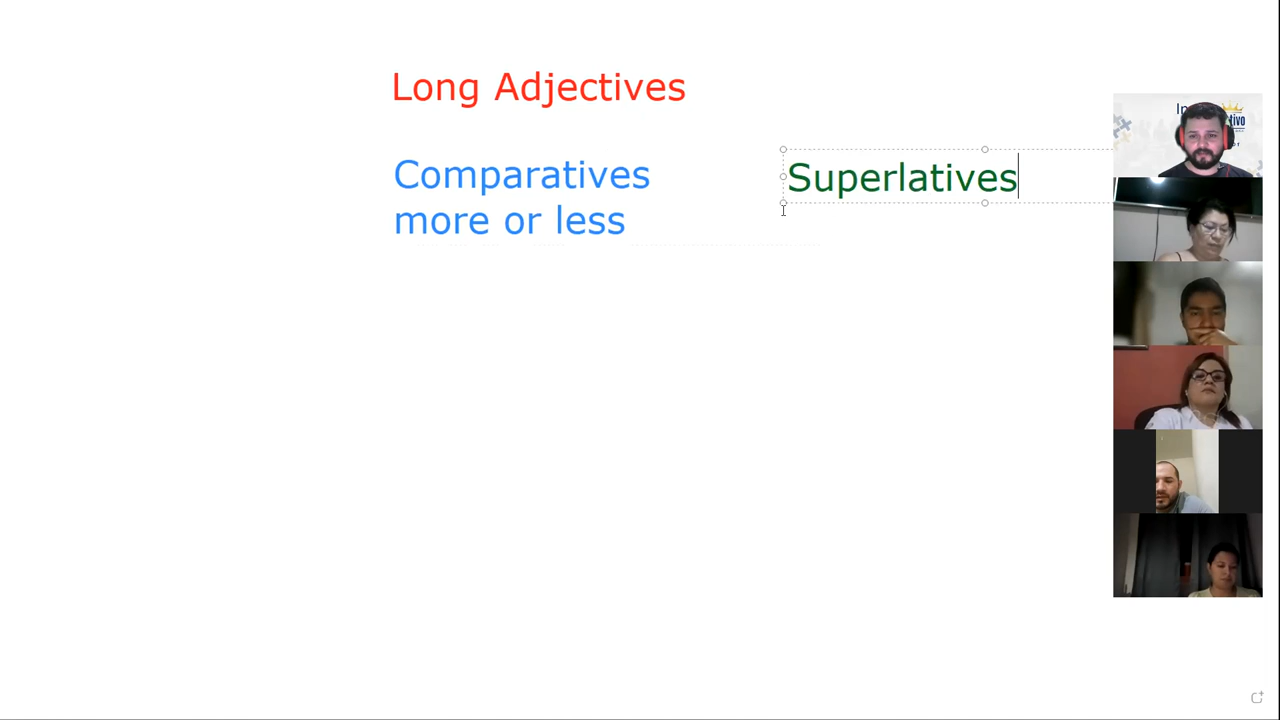 Long Adjectives
Comparatives
more or less
Superlatives